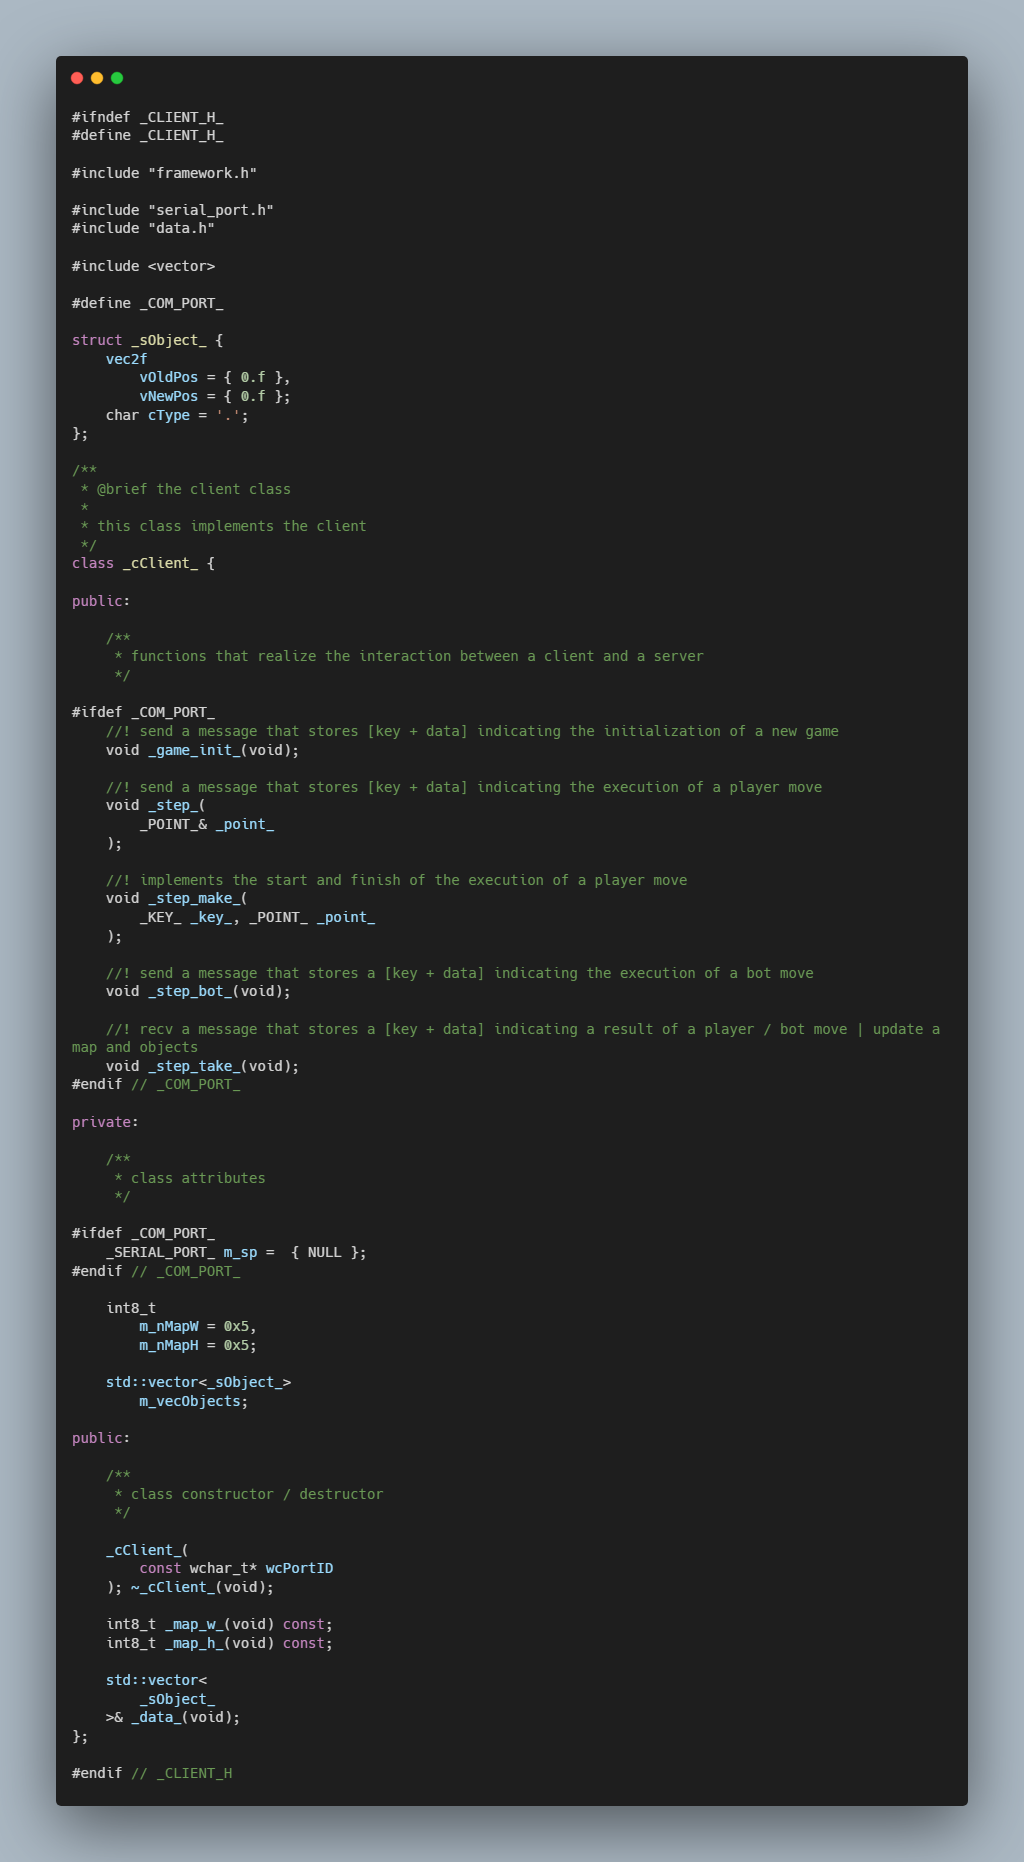 #ifndef _CLIENT_H_
#define _CLIENT_H_

#include "framework.h"

#include "serial_port.h"
#include "data.h"

#include <vector>

#define _COM_PORT_

struct _sObject_ {
    vec2f
        vOldPos = { 0.f },
        vNewPos = { 0.f };
    char cType = '.';
};

/**
 * @brief the client class
 *
 * this class implements the client
 */
class _cClient_ {

public:

    /**
     * functions that realize the interaction between a client and a server
     */

#ifdef _COM_PORT_
    //! send a message that stores [key + data] indicating the initialization of a new game
    void _game_init_(void);

    //! send a message that stores [key + data] indicating the execution of a player move
    void _step_(
        _POINT_& _point_
    );

    //! implements the start and finish of the execution of a player move
    void _step_make_(
        _KEY_ _key_, _POINT_ _point_
    );

    //! send a message that stores a [key + data] indicating the execution of a bot move
    void _step_bot_(void);

    //! recv a message that stores a [key + data] indicating a result of a player / bot move | update a
map and objects
    void _step_take_(void);
#endif // _COM_PORT_

private:

    /**
     * class attributes
     */

#ifdef _COM_PORT_
    _SERIAL_PORT_ m_sp =  { NULL };
#endif // _COM_PORT_

    int8_t
        m_nMapW = 0x5,
        m_nMapH = 0x5;

    std::vector<_sObject_>
        m_vecObjects;

public:

    /**
     * class constructor / destructor
     */

    _cClient_(
        const wchar_t* wcPortID
    ); ~_cClient_(void);

    int8_t _map_w_(void) const;
    int8_t _map_h_(void) const;

    std::vector<
        _sObject_
    >& _data_(void);
};

#endif // _CLIENT_H